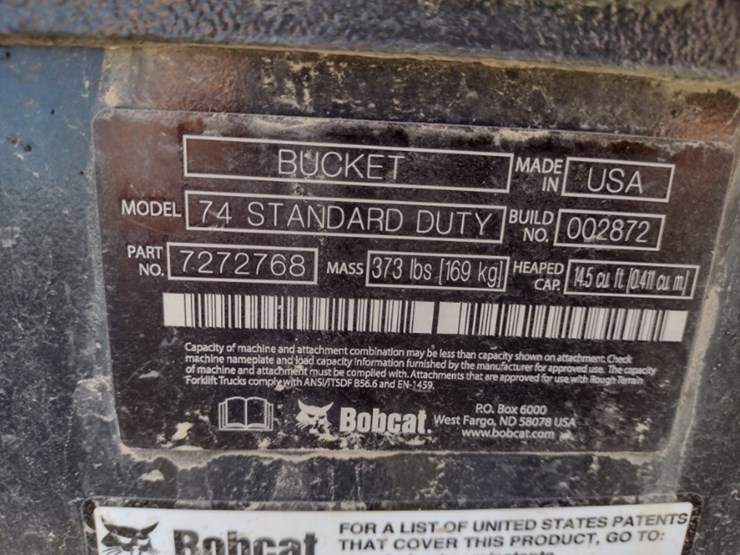 BUCKET MADE IN USA
MODEL 74 STANDARD DUTY BUILD NO. 002872
PART NO. 7272768 MASS 373 lbs [169 kg] HEAPED CAP. 14.5 cu. ft. [0.411 cu. m]
Capacity of machine and attachment combination may be less than capacity shown on attachment. Check
machine nameplate and load capacity information furnished by the manufacturer for approved use. The capacity
of machine and attachment must be complied with. Attachments that are approved for use with Rough Terrain
Forklift Trucks comply with ANSI/ITSDF B56.6 and EN-1459.
Bobcat. P.O. Box 6000
West Fargo, ND 58078 USA
www.bobcat.com
Bobcat FOR A LIST OF UNITED STATES PATENTS
THAT COVER THIS PRODUCT, GO TO: